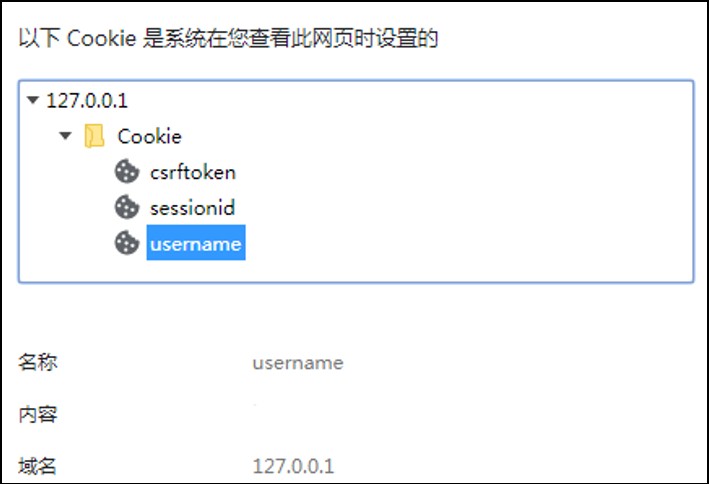 以下 Cookie 是系统在您查看此网页时设置的
127.0.0.1
Cookie
csrftoken
sessionid
username
名称 username
内容
域名 127.0.0.1